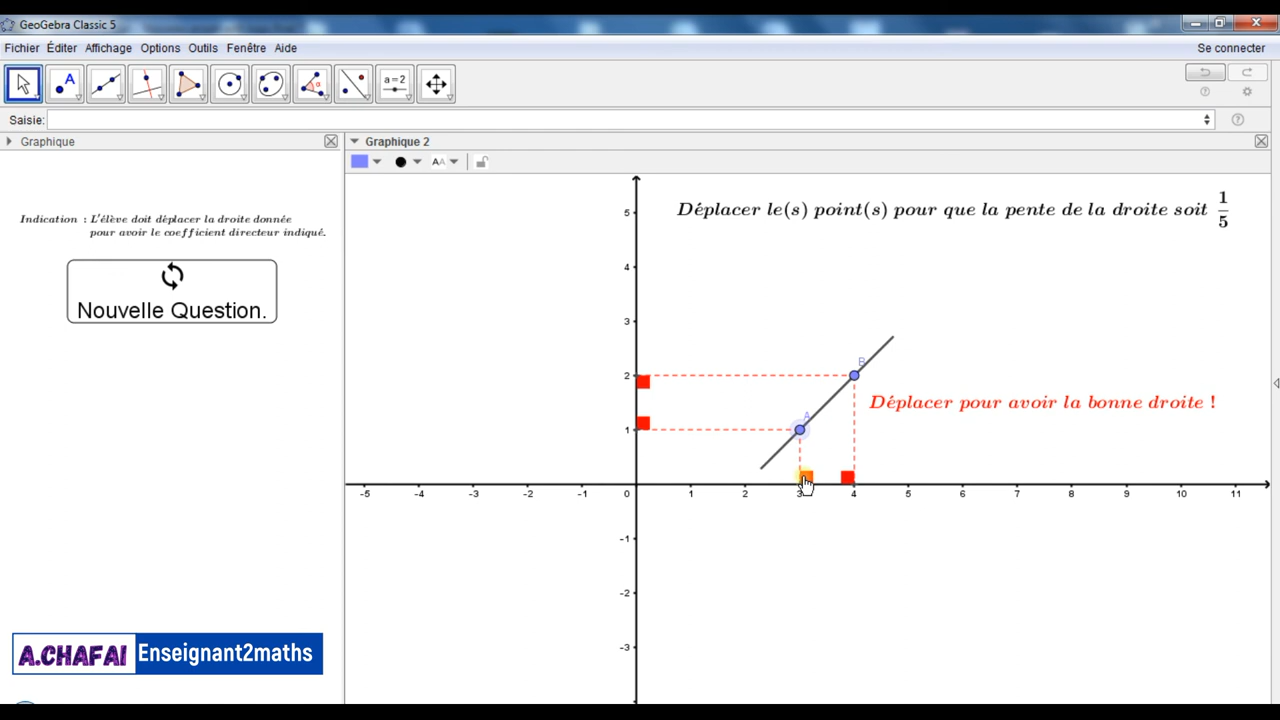 GeoGebra Classic 5
Fichier Éditer Affichage Options Outils Fenêtre Aide Se connecter
A a=2
Saisie:
Graphique
Graphique 2
AA
Indication : L'élève doit déplacer la droite donnée
pour avoir le coefficient directeur indiqué.
Nouvelle Question.
Déplacer le(s) point(s) pour que la pente de la droite soit 1/5
Déplacer pour avoir la bonne droite !
B
A
5
4
3
2
1
-5 -4 -3 -2 -1 0 1 2 3 4 5 6 7 8 9 10 11
-1
-2
-3
A.CHAFAI Enseignant2maths